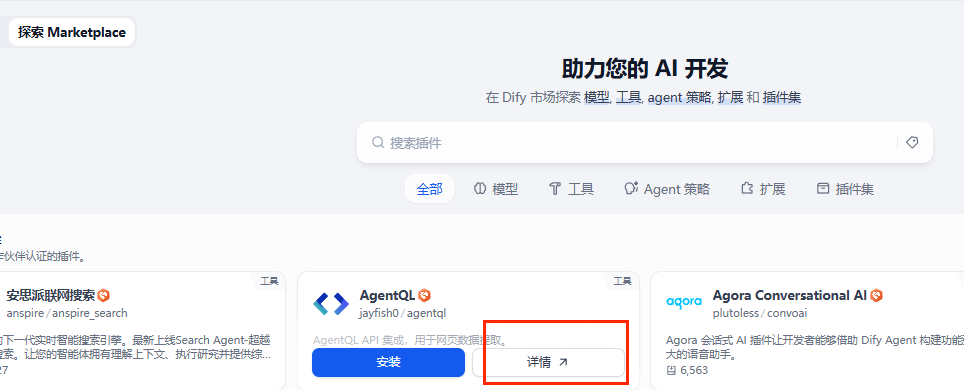 探索 Marketplace
助力您的 AI 开发
在 Dify 市场探索 模型, 工具, agent 策略, 扩展 和 插件集
搜索插件
全部 模型 工具 Agent 策略 扩展 插件集
作伙伴认证的插件。
工具
安思派联网搜索
anspire / anspire_search
下一代实时智能搜索引擎。最新上线Search Agent-超越
搜索。让您的智能体拥有理解上下文、执行研究并提供综...
27
工具
AgentQL
jayfish0 / agentql
AgentQL API 集成，用于网页数据提取。
安装 详情
Agora Conversational AI
plutoless / convoai
agora
Agora 会话式 AI 插件让开发者能够借助 Dify Agent 构建功能
大的语音助手。
6,563